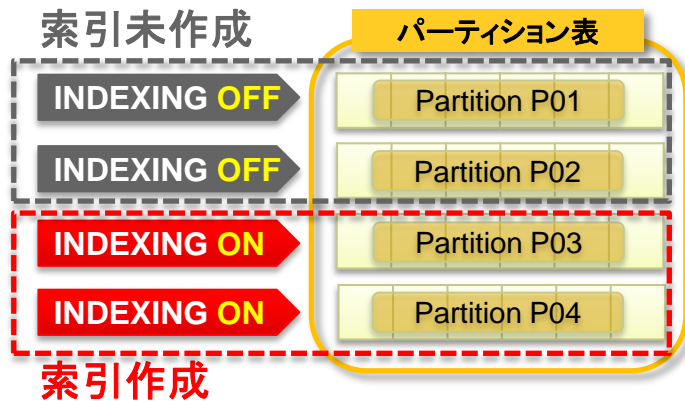 索引未作成
パーティション表
INDEXING OFF
Partition P01
INDEXING OFF
Partition P02
INDEXING ON
Partition P03
INDEXING ON
Partition P04
索引作成